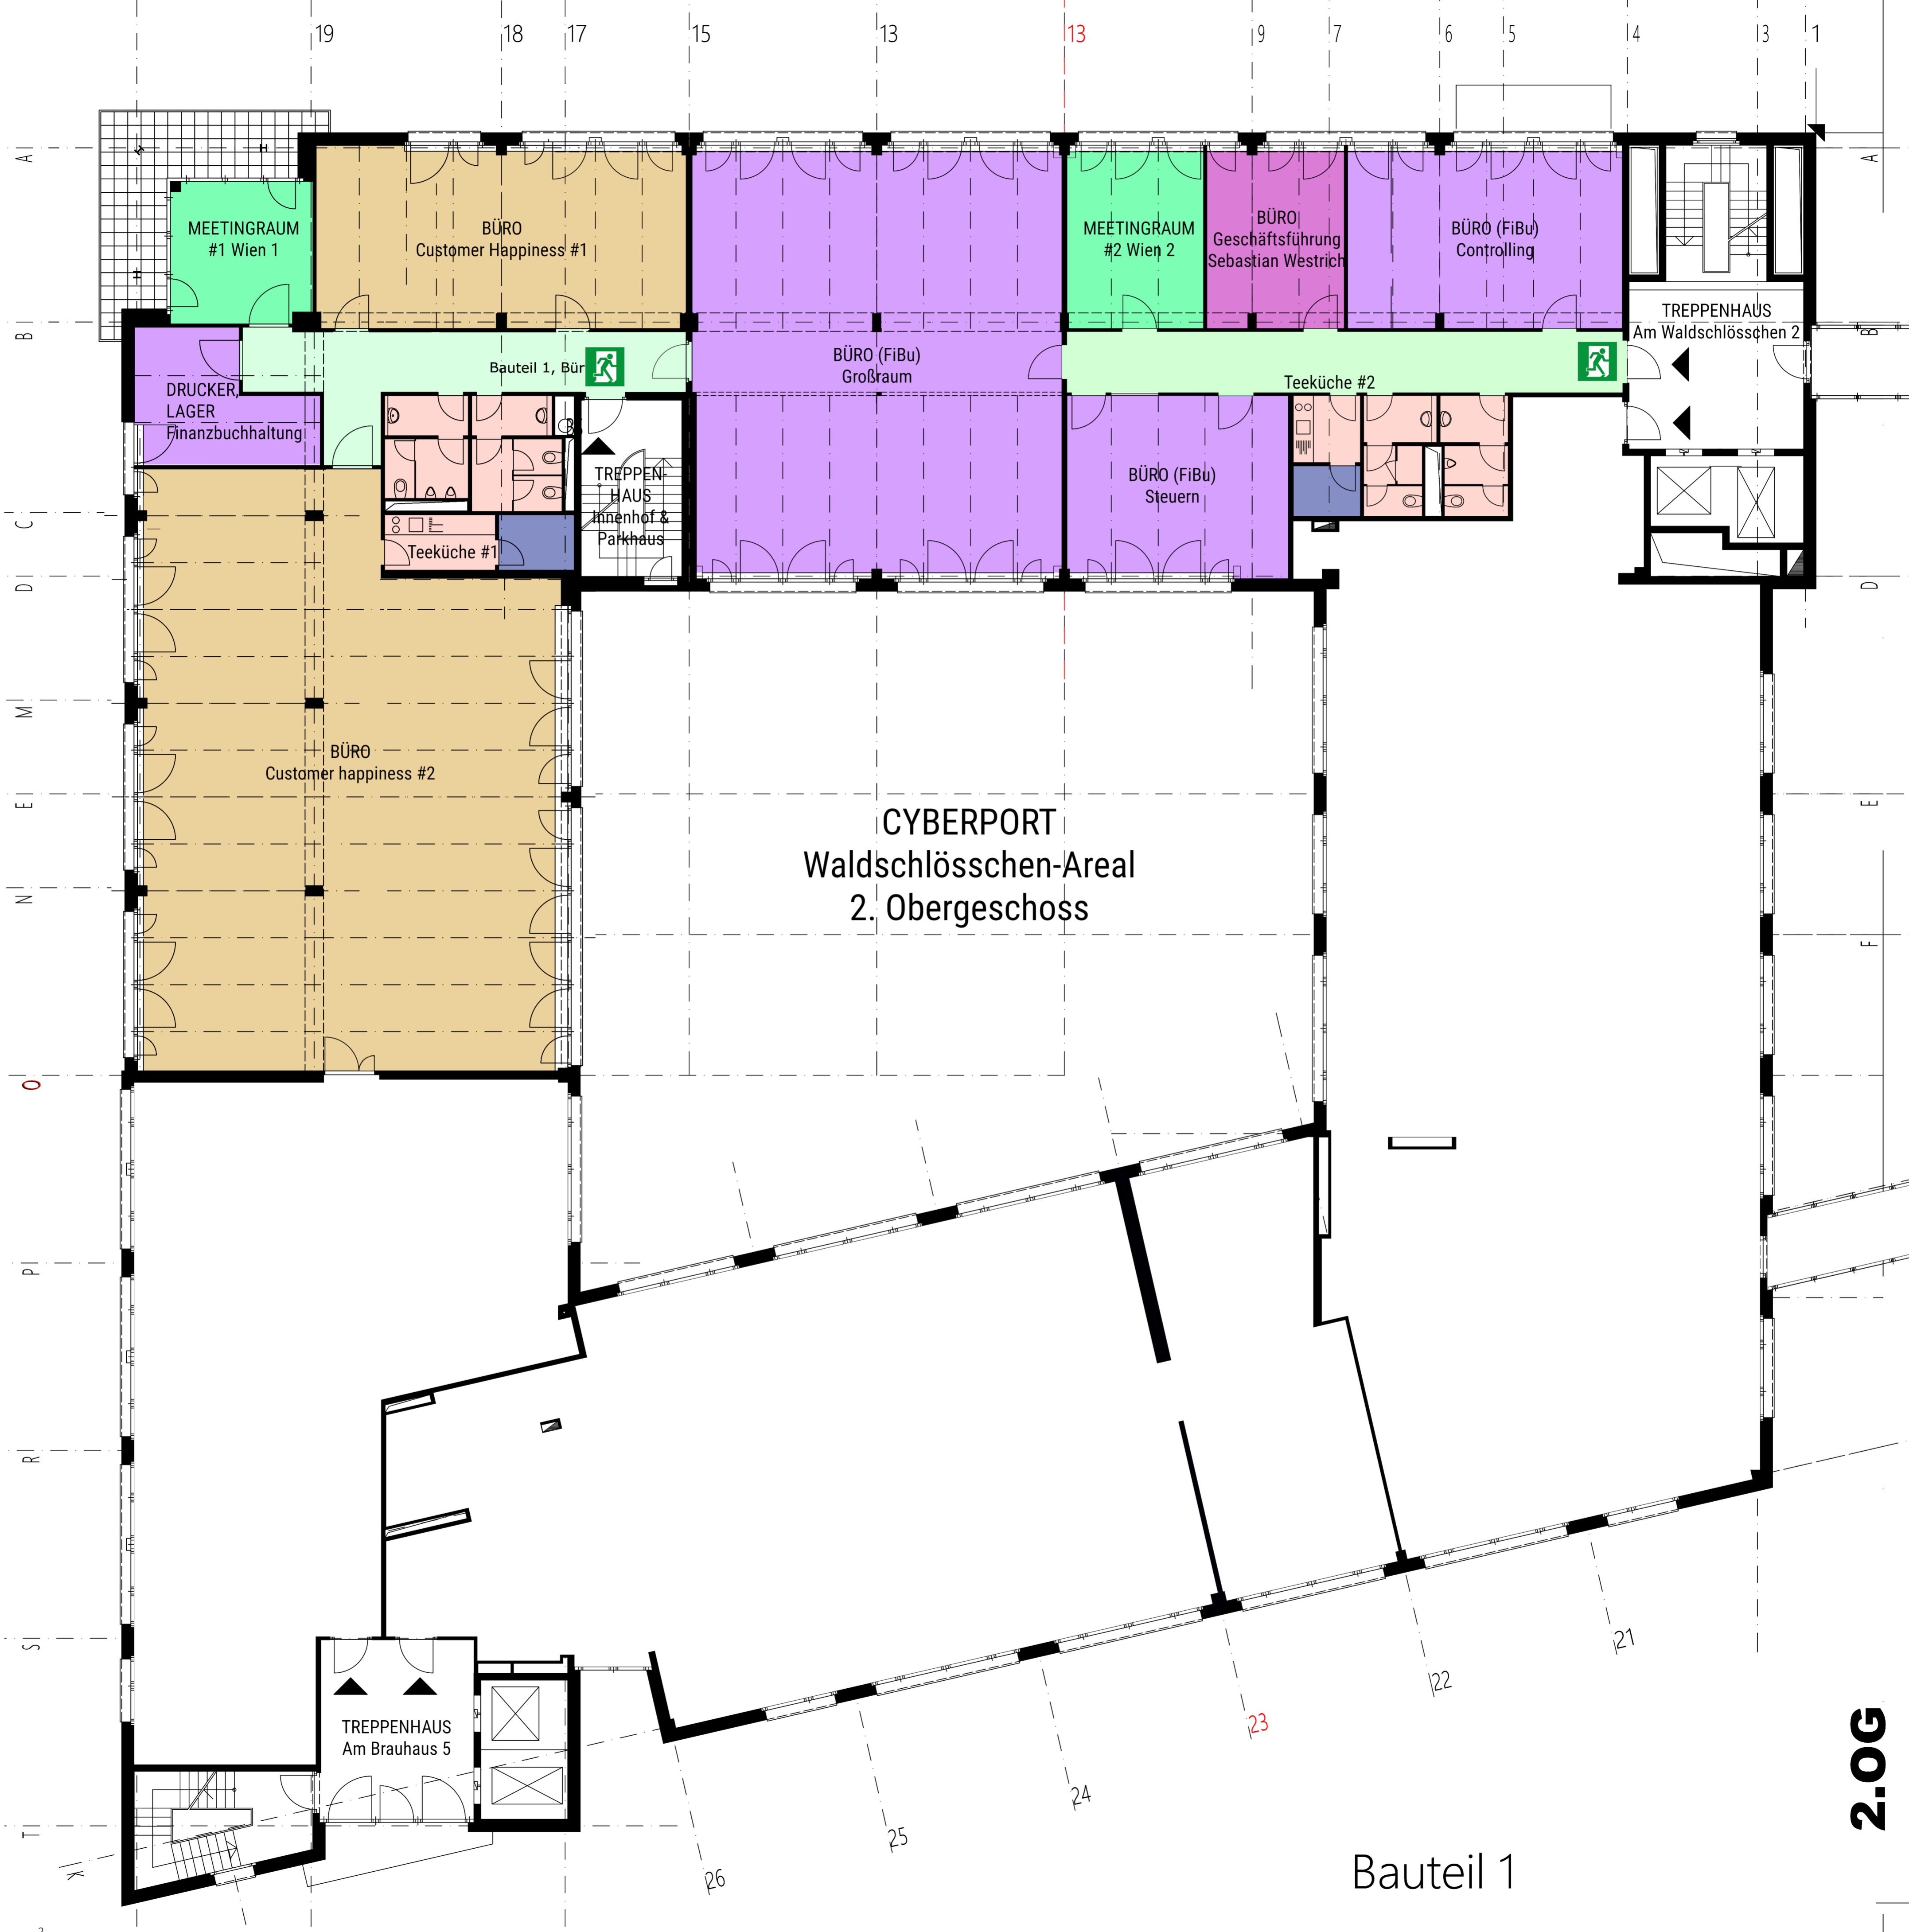 19
18
17
15
13
13
9
7
6
5
4
3
1
A
A
MEETINGRAUM
#1 Wien 1
BÜRO
Customer Happiness #1
MEETINGRAUM
#2 Wien 2
BÜRO
Geschäftsführung
Sebastian Westrich
BÜRO (FiBu)
Controlling
TREPPENHAUS
Am Waldschlösschen 2
B
B
DRUCKER,
LAGER
Finanzbuchhaltung
Bauteil 1, Bür
BÜRO (FiBu)
Großraum
Teeküche #2
TREPPEN-
HAUS
Innenhof &
Parkhaus
BÜRO (FiBu)
Steuern
C
Teeküche #1
D
D
M
BÜRO
Customer happiness #2
E
E
CYBERPORT
Waldschlösschen-Areal
2. Obergeschoss
N
F
O
P
R
S
21
22
23
TREPPENHAUS
Am Brauhaus 5
24
25
26
T
K
2.OG
Bauteil 1